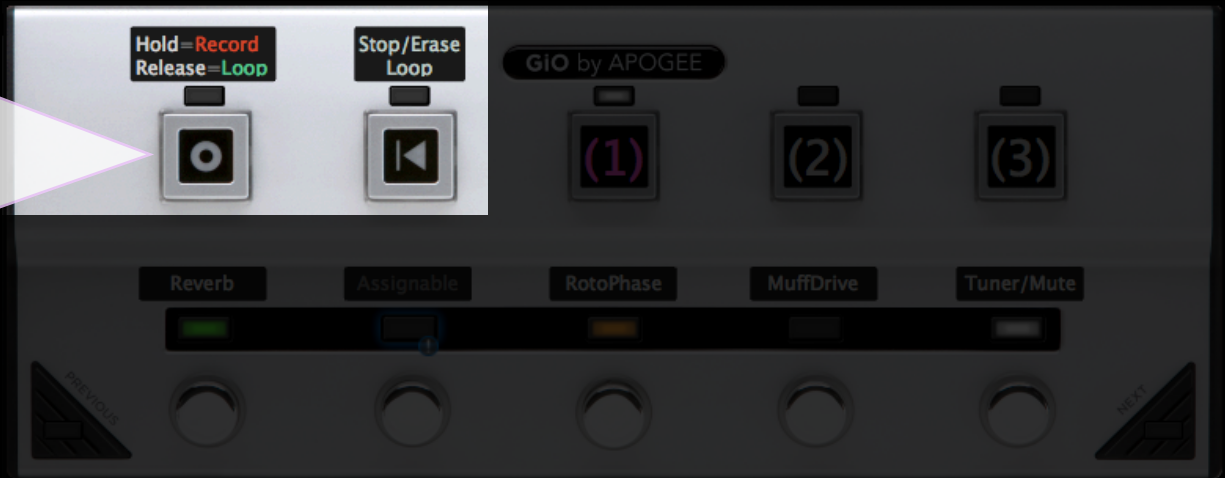 Hold=Record
Release=Loop
Stop/Erase
Loop
GiO by APOGEE
(1)
(2)
(3)
Reverb
Assignable
RotoPhase
MuffDrive
Tuner/Mute
PREVIOUS
NEXT